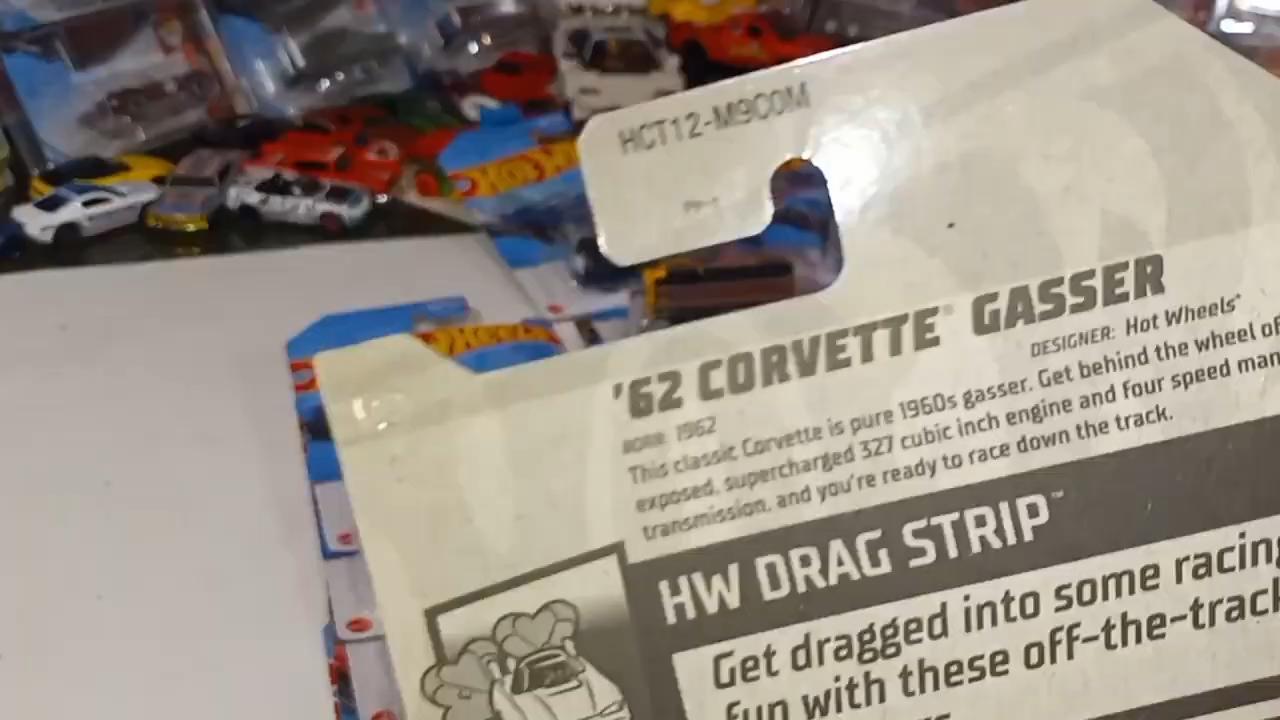 HCT12-M9C0M
'62 CORVETTE GASSER
DESIGNER: Hot Wheels
BORN: 1962
This classic Corvette is pure 1960s gasser. Get behind the wheel of
exposed, supercharged 327 cubic inch engine and four speed man
transmission, and you're ready to race down the track.
HW DRAG STRIP™
Get dragged into some racing
fun with these off-the-track